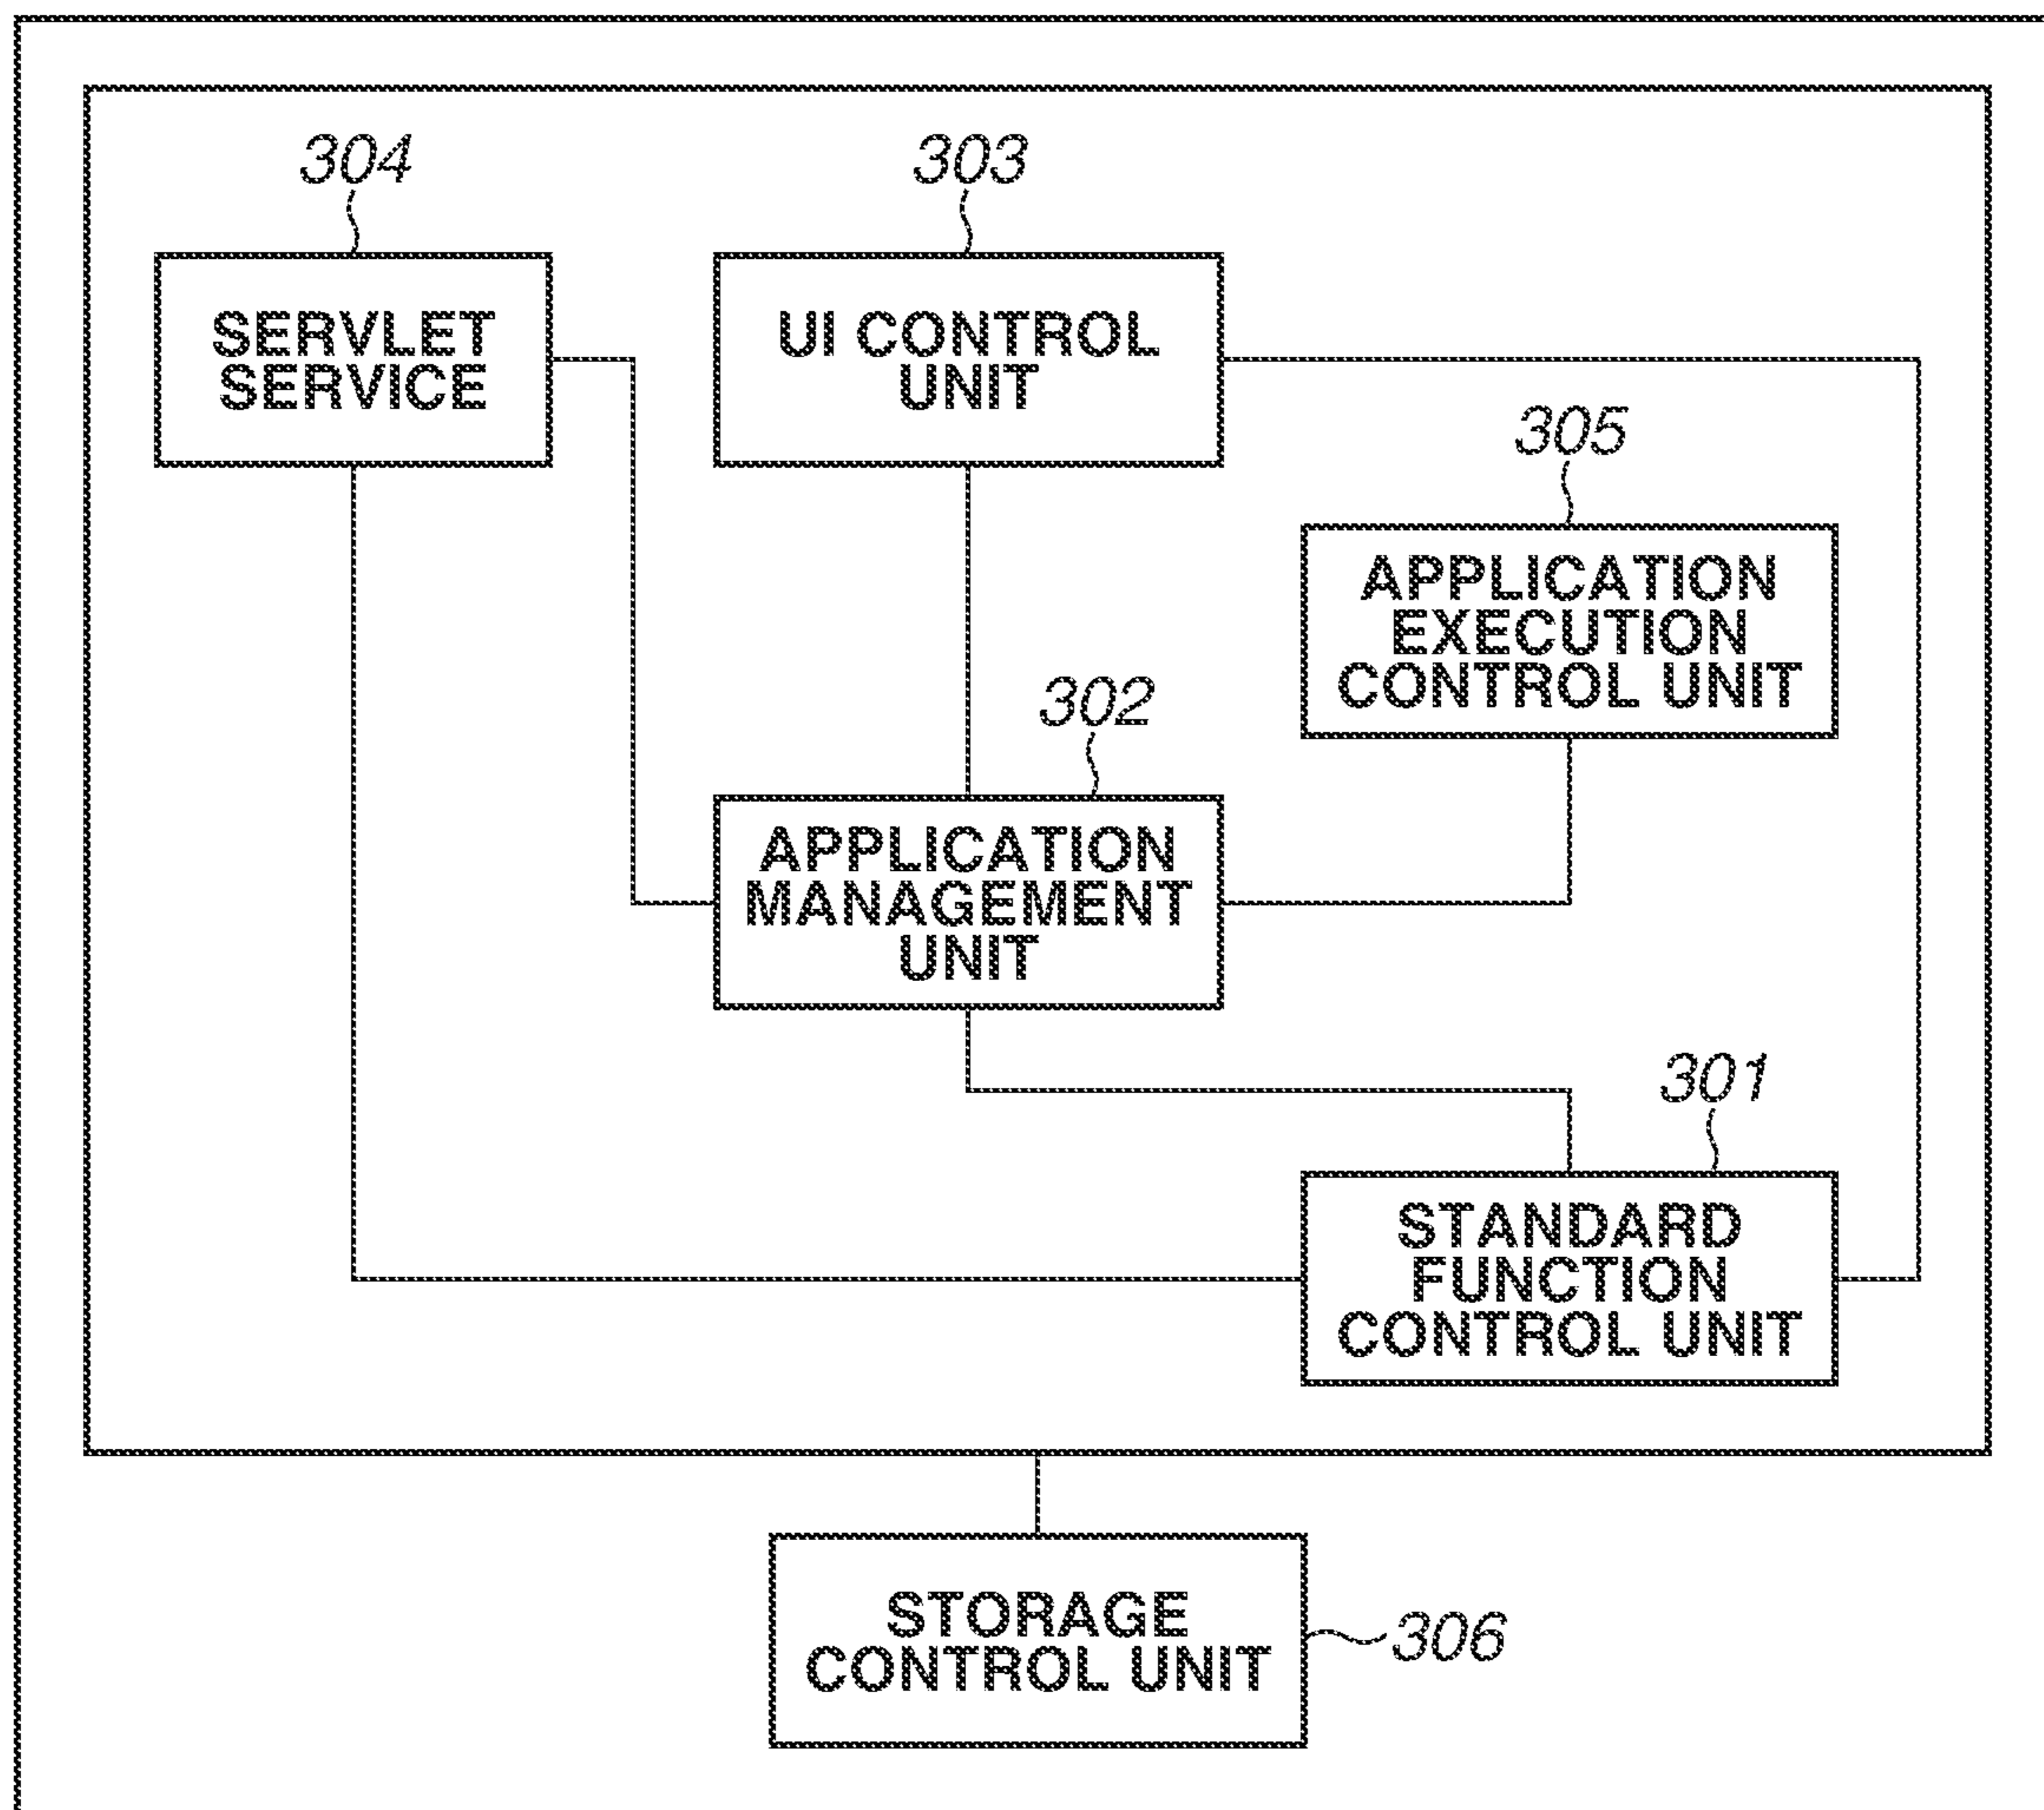 304
303
SERVLET
SERVICE
UI CONTROL
UNIT
305
APPLICATION
EXECUTION
CONTROL UNIT
302
APPLICATION
MANAGEMENT
UNIT
301
STANDARD
FUNCTION
CONTROL UNIT
STORAGE
CONTROL UNIT
306